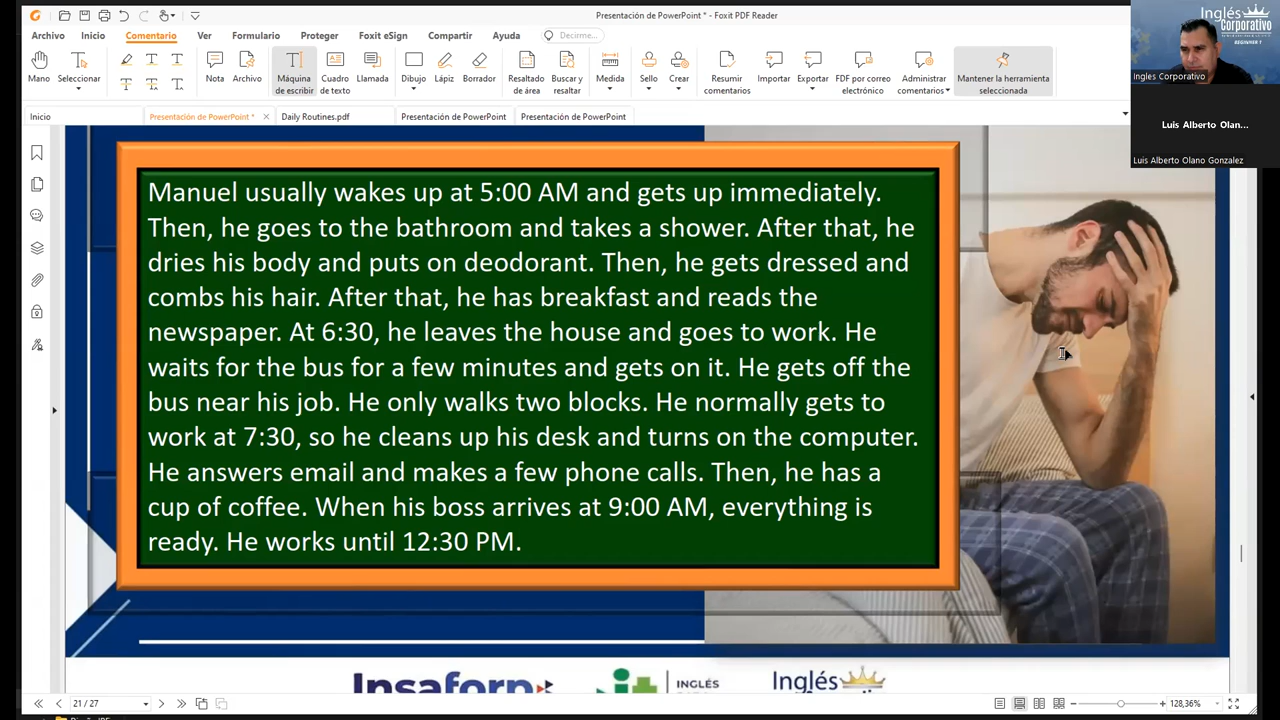 Presentación de PowerPoint * - Foxit PDF Reader
Archivo Inicio Comentario Ver Formulario Proteger Foxit eSign Compartir Ayuda Decirme...
Mano Seleccionar Nota Archivo Máquina de escribir Cuadro de texto Llamada Dibujo Lápiz Borrador Resaltado de área Buscar y resaltar Medida Sello Crear Resumir comentarios Importar Exportar FDF por correo electrónico Administrar comentarios Mantener la herramienta seleccionada
Inicio Presentación de PowerPoint * Daily Routines.pdf Presentación de PowerPoint Presentación de PowerPoint
Inglés
Corporativo
BEGINNER 1
Ingles Corporativo
Luis Alberto Olan...
Luis Alberto Olano Gonzalez
Manuel usually wakes up at 5:00 AM and gets up immediately.
Then, he goes to the bathroom and takes a shower. After that, he
dries his body and puts on deodorant. Then, he gets dressed and
combs his hair. After that, he has breakfast and reads the
newspaper. At 6:30, he leaves the house and goes to work. He
waits for the bus for a few minutes and gets on it. He gets off the
bus near his job. He only walks two blocks. He normally gets to
work at 7:30, so he cleans up his desk and turns on the computer.
He answers email and makes a few phone calls. Then, he has a
cup of coffee. When his boss arrives at 9:00 AM, everything is
ready. He works until 12:30 PM.
Insaforp INGLÉS Inglés
21 / 27 128,36%